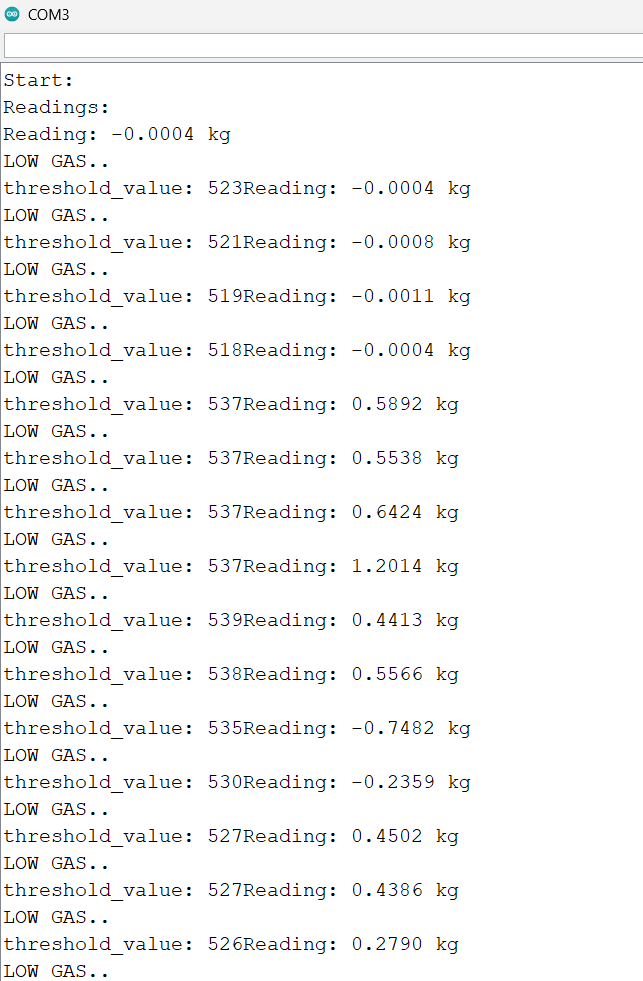 COM3
Start:
Readings:
Reading: -0.0004 kg
LOW GAS..
threshold_value: 523Reading: -0.0004 kg
LOW GAS..
threshold_value: 521Reading: -0.0008 kg
LOW GAS..
threshold_value: 519Reading: -0.0011 kg
LOW GAS..
threshold_value: 518Reading: -0.0004 kg
LOW GAS..
threshold_value: 537Reading: 0.5892 kg
LOW GAS..
threshold_value: 537Reading: 0.5538 kg
LOW GAS..
threshold_value: 537Reading: 0.6424 kg
LOW GAS..
threshold_value: 537Reading: 1.2014 kg
LOW GAS..
threshold_value: 539Reading: 0.4413 kg
LOW GAS..
threshold_value: 538Reading: 0.5566 kg
LOW GAS..
threshold_value: 535Reading: -0.7482 kg
LOW GAS..
threshold_value: 530Reading: -0.2359 kg
LOW GAS..
threshold_value: 527Reading: 0.4502 kg
LOW GAS..
threshold_value: 527Reading: 0.4386 kg
LOW GAS..
threshold_value: 526Reading: 0.2790 kg
LOW GAS..